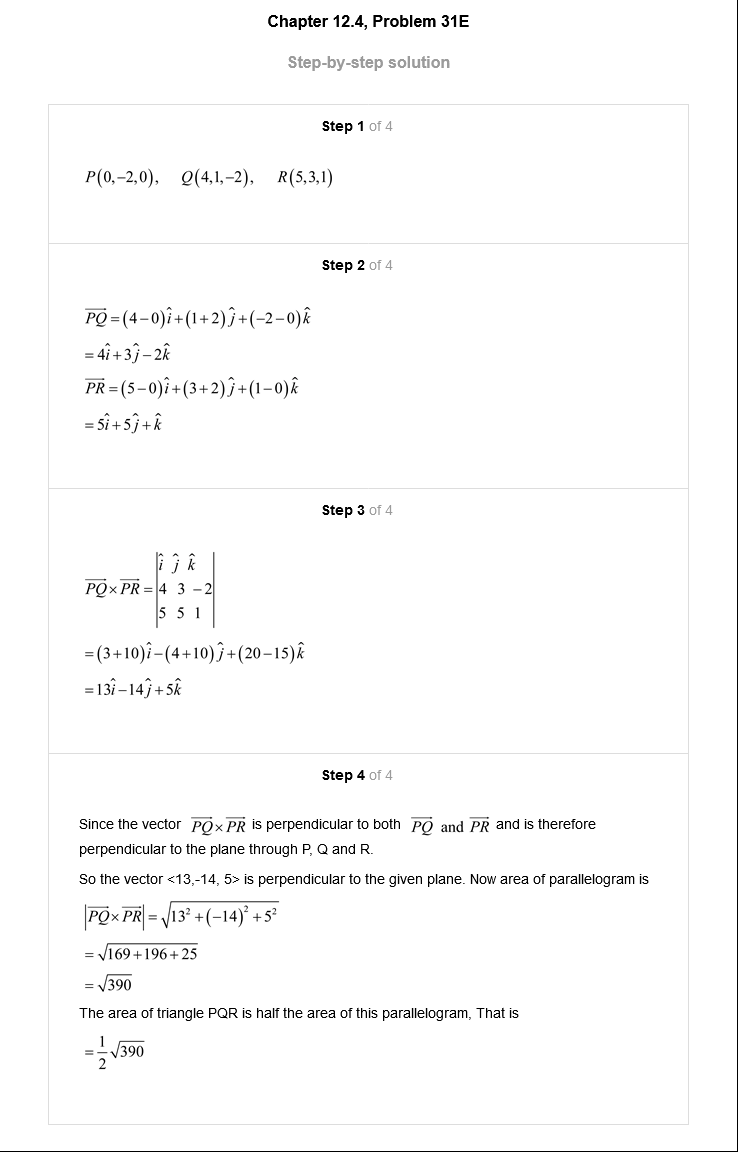 Chapter 12.4, Problem 31E
Step-by-step solution
Step 1 of 4
P(0,−2,0), Q(4,1,−2), R(5,3,1)
Step 2 of 4
$\overrightarrow{PQ}=(4-0)\hat{i}+(1+2)\hat{j}+(-2-0)\hat{k}$
$=4\hat{i}+3\hat{j}-2\hat{k}$
$\overrightarrow{PR}=(5-0)\hat{i}+(3+2)\hat{j}+(1-0)\hat{k}$
$=5\hat{i}+5\hat{j}+\hat{k}$
Step 3 of 4
$\overrightarrow{PQ}\times\overrightarrow{PR}=\begin{vmatrix}\hat{i}&\hat{j}&\hat{k}\\4&3&-2\\5&5&1\end{vmatrix}$
$=(3+10)\hat{i}-(4+10)\hat{j}+(20-15)\hat{k}$
$=13\hat{i}-14\hat{j}+5\hat{k}$
Step 4 of 4
Since the vector $\overrightarrow{PQ}\times\overrightarrow{PR}$ is perpendicular to both $\overrightarrow{PQ}$ and $\overrightarrow{PR}$ and is therefore
perpendicular to the plane through P, Q and R.
So the vector <13,-14, 5> is perpendicular to the given plane. Now area of parallelogram is
$|\overrightarrow{PQ}\times\overrightarrow{PR}|=\sqrt{13^2+(-14)^2+5^2}$
$=\sqrt{169+196+25}$
$=\sqrt{390}$
The area of triangle PQR is half the area of this parallelogram, That is
$=\frac{1}{2}\sqrt{390}$